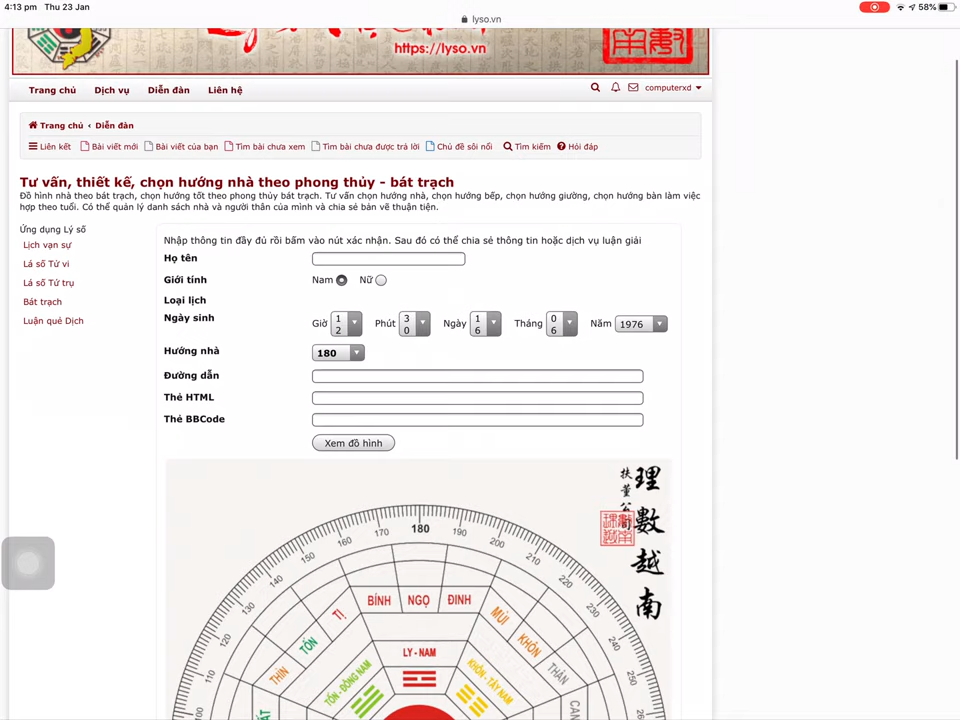 4:13 pm Thu 23 Jan
58%
lyso.vn
https://lyso.vn
Trang chủ Dịch vụ Diễn đàn Liên hệ computerxd
Trang chủ ‹ Diễn đàn
Liên kết Bài viết mới Bài viết của bạn Tìm bài chưa xem Tìm bài chưa được trả lời Chủ đề sôi nổi Tìm kiếm Hỏi đáp
Tư vấn, thiết kế, chọn hướng nhà theo phong thủy - bát trạch
Đồ hình nhà theo bát trạch, chọn hướng tốt theo phong thủy bát trạch. Tư vấn chọn hướng nhà, chọn hướng bếp, chọn hướng giường, chọn hướng bàn làm việc
hợp theo tuổi. Có thể quản lý danh sách nhà và người thân của mình và chia sẻ bản vẽ thuận tiện.
Ứng dụng Lý số
Lịch vạn sự
Lá số Tử vi
Lá số Tứ trụ
Bát trạch
Luận quẻ Dịch
Nhập thông tin đầy đủ rồi bấm vào nút xác nhận. Sau đó có thể chia sẻ thông tin hoặc dịch vụ luận giải
Họ tên
Giới tính Nam Nữ
Loại lịch
Ngày sinh Giờ 12 Phút 30 Ngày 16 Tháng 06 Năm 1976
Hướng nhà 180
Đường dẫn
Thẻ HTML
Thẻ BBCode
Xem đồ hình
理數越南
扶董公
100 110 120 130 140 150 160 170 180 190 200 210 220 230 240 250
THÌN TỐN TỊ BÍNH NGỌ ĐINH MÙI KHÔN THÂN
TỐN-ĐÔNG NAM LY - NAM KHÔN-TÂY NAM